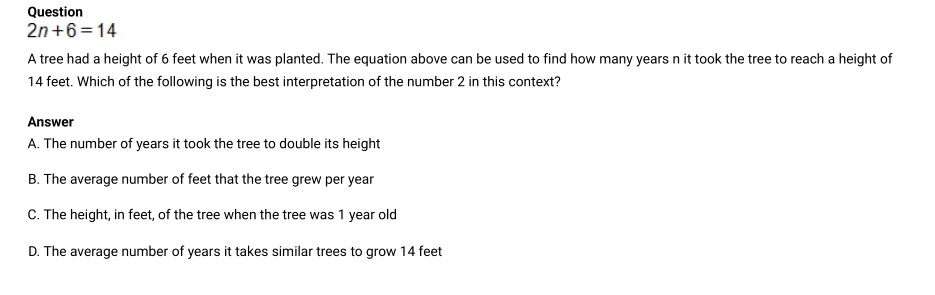 Question
2n+6=14
A tree had a height of 6 feet when it was planted. The equation above can be used to find how many years n it took the tree to reach a height of
14 feet. Which of the following is the best interpretation of the number 2 in this context?
Answer
A. The number of years it took the tree to double its height
B. The average number of feet that the tree grew per year
C. The height, in feet, of the tree when the tree was 1 year old
D. The average number of years it takes similar trees to grow 14 feet